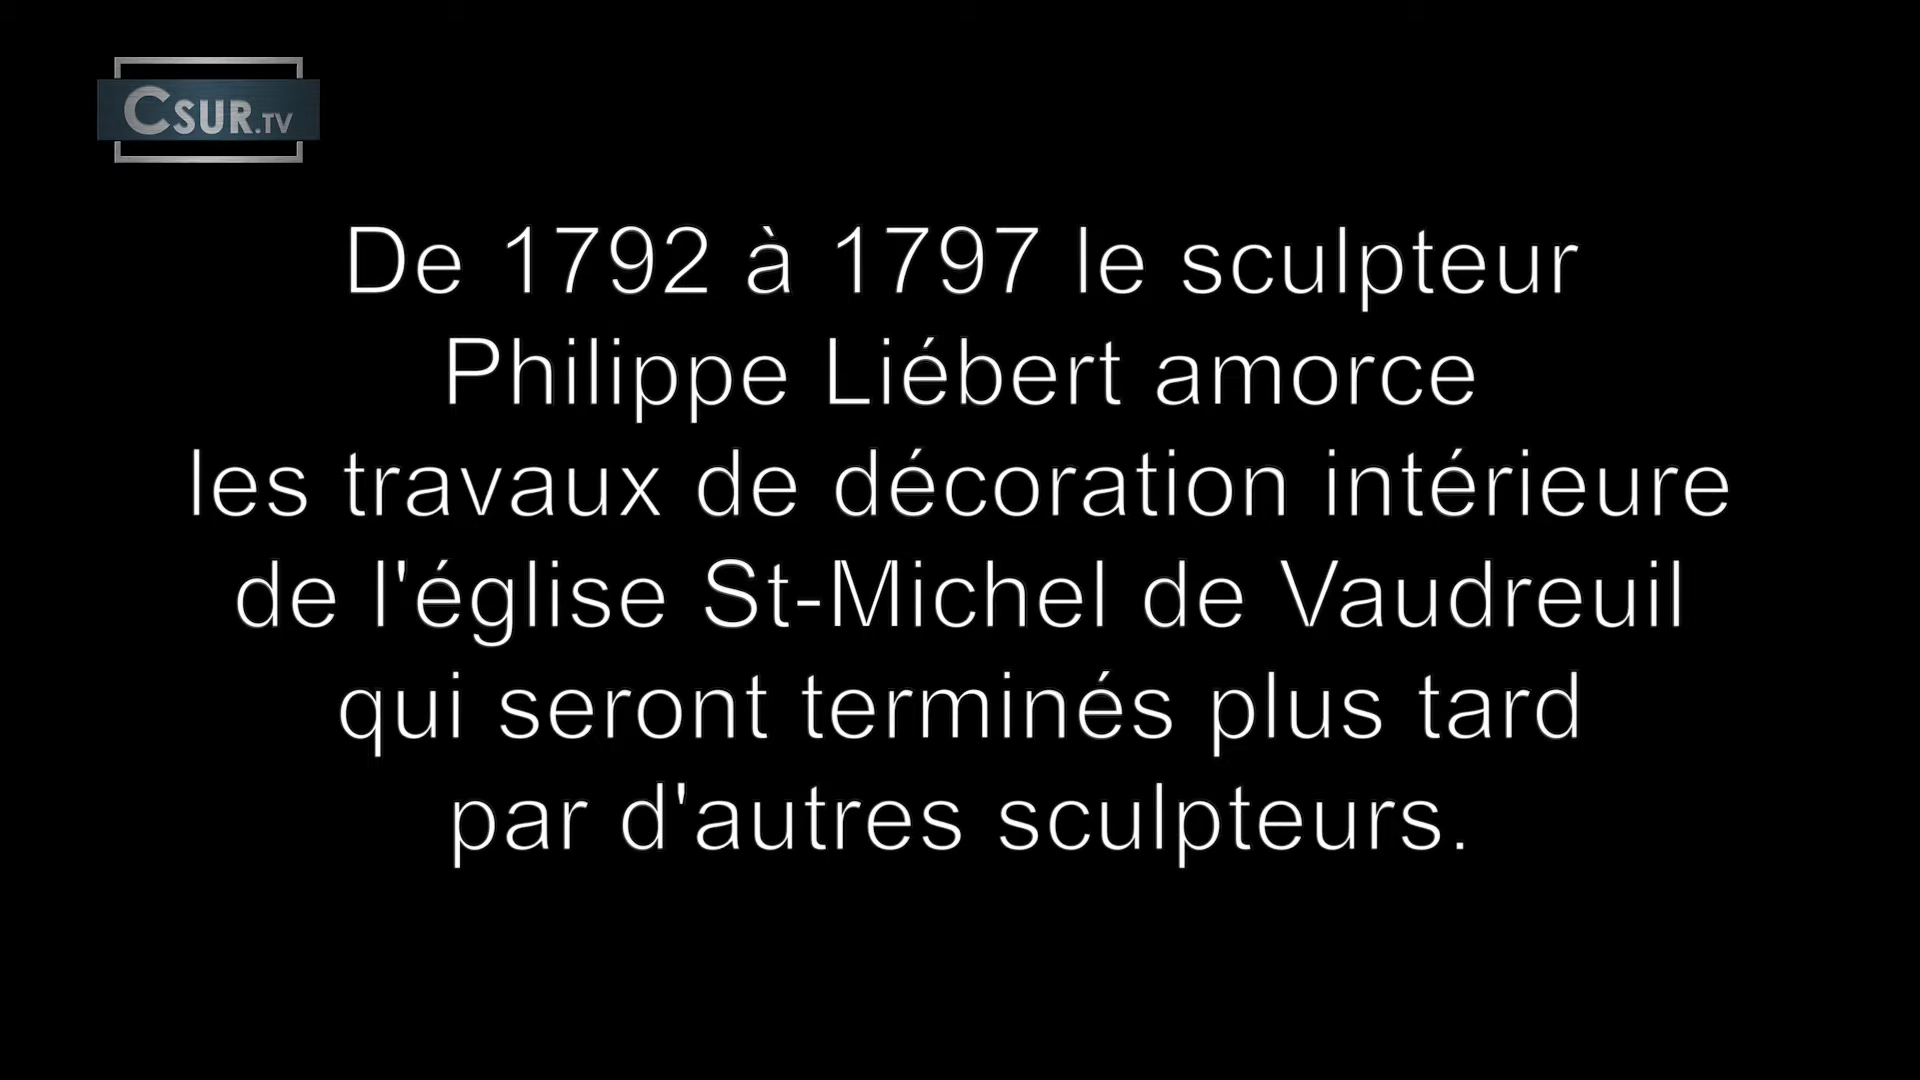 CSUR.TV
De 1792 à 1797 le sculpteur
Philippe Liébert amorce
les travaux de décoration intérieure
de l'église St-Michel de Vaudreuil
qui seront terminés plus tard
par d'autres sculpteurs.